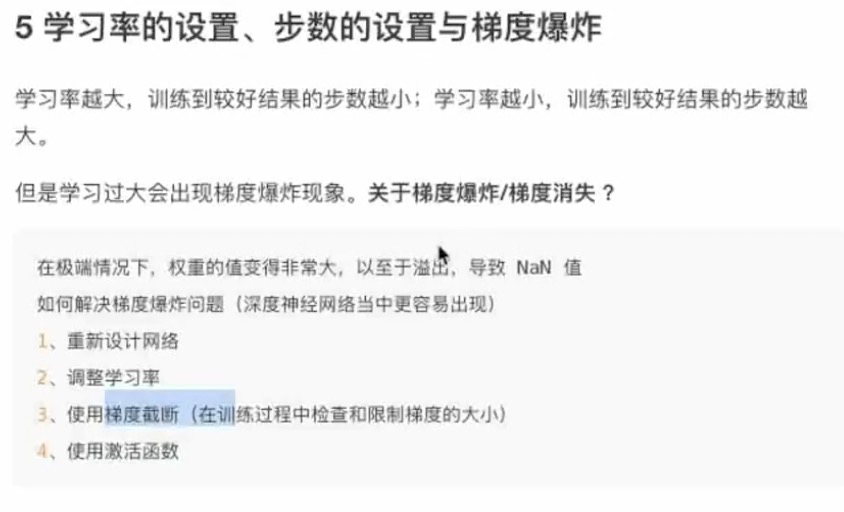 5 学习率的设置、步数的设置与梯度爆炸
学习率越大，训练到较好结果的步数越小；学习率越小，训练到较好结果的步数越
大。
但是学习过大会出现梯度爆炸现象。关于梯度爆炸/梯度消失 ？
在极端情况下，权重的值变得非常大，以至于溢出，导致 NaN 值
如何解决梯度爆炸问题（深度神经网络当中更容易出现）
1、重新设计网络
2、调整学习率
3、使用梯度截断（在训练过程中检查和限制梯度的大小）
4、使用激活函数